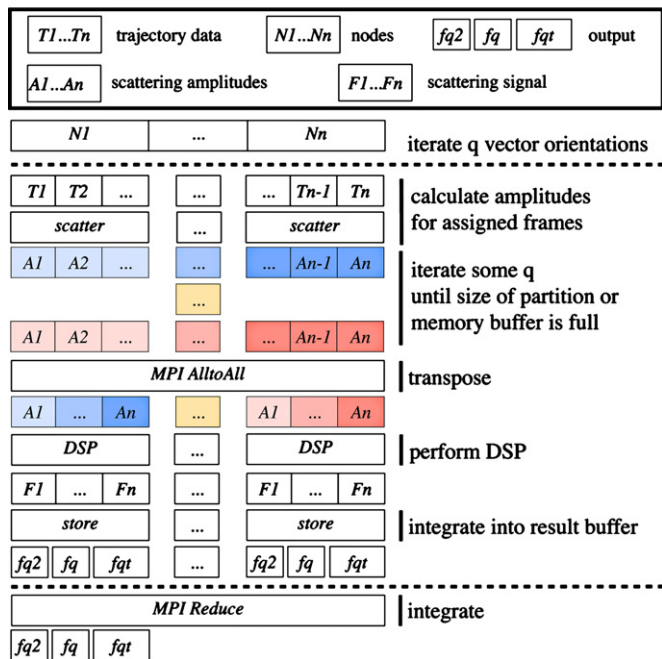 T1...Tn trajectory data N1...Nn nodes fq2 fq fqt output
A1...An scattering amplitudes F1...Fn scattering signal
N1 ... Nn iterate q vector orientations
T1 T2 ... ... ... Tn-1 Tn calculate amplitudes
scatter ... scatter for assigned frames
A1 A2 ... ... ... An-1 An iterate some q
... until size of partition or
A1 A2 ... ... ... An-1 An memory buffer is full
MPI AlltoAll transpose
A1 ... An ... A1 ... An
DSP ... DSP perform DSP
F1 ... Fn ... F1 ... Fn
store ... store integrate into result buffer
fq2 fq fqt ... fq2 fq fqt
MPI Reduce integrate
fq2 fq fqt